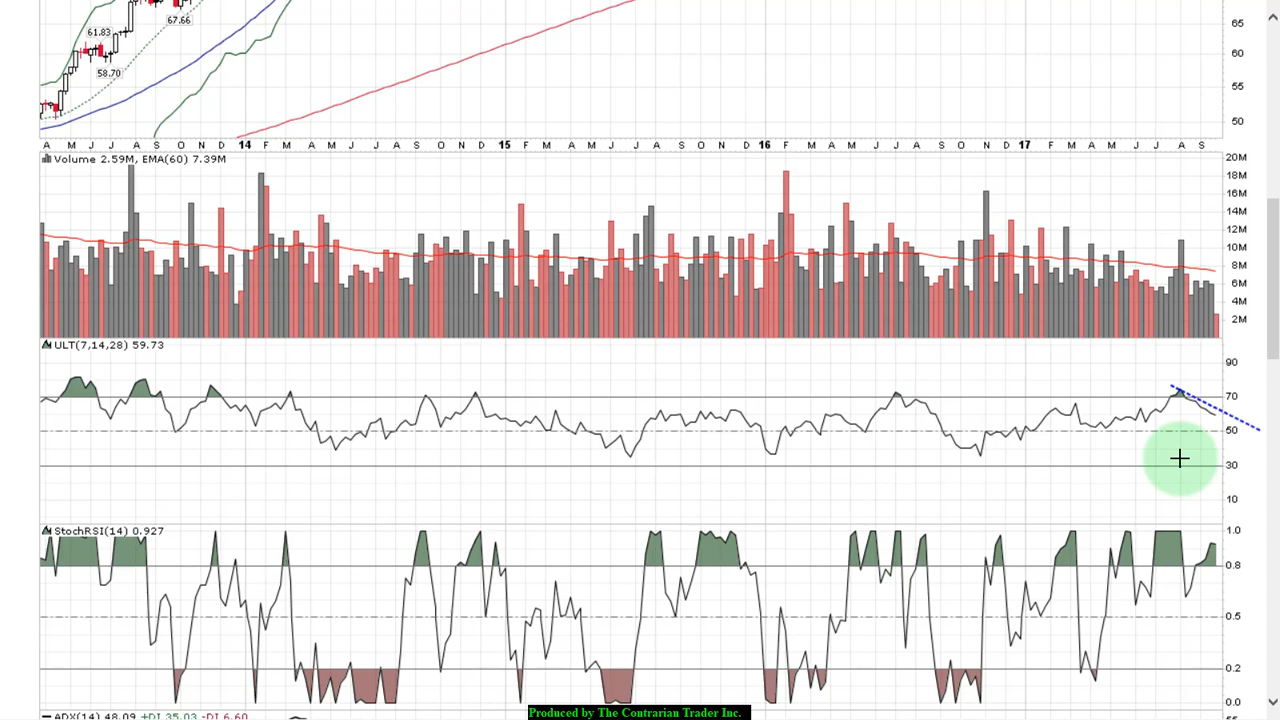 67.66
65
61.83
60
58.70
55
50
A M J J A S O N D 14 F M A M J J A S O N D 15 F M A M J J A S O N D 16 F M A M J J A S O N D 17 F M A M J J A S
Volume 2.59M, EMA(60) 7.39M
20M
18M
16M
14M
12M
10M
8M
6M
4M
2M
ULT(7,14,28) 59.73
90
70
50
30
10
StochRSI(14) 0.927
1.0
0.8
0.5
0.2
0.0
ADX(14) 48.09 +DI 35.03 -DI 6.60
Produced by The Contrarian Trader Inc.